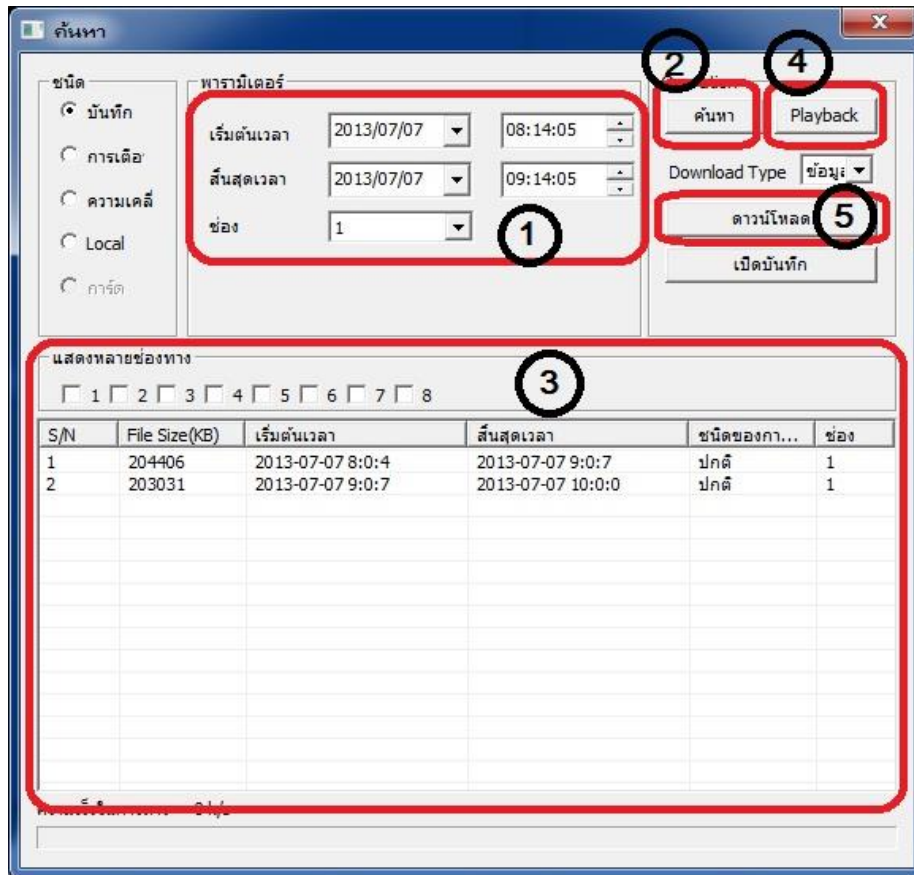 ค้นหา
ชนิด
บันทึก
การเตือ
ความเคลื่
Local
การ์ด
พารามิเตอร์
เริ่มต้นเวลา 2013/07/07 08:14:05
สิ้นสุดเวลา 2013/07/07 09:14:05
ช่อง 1
1
2
4
ค้นหา Playback
Download Type ข้อมูล
ดาวน์โหลด 5
เปิดบันทึก
แสดงหลายช่องทาง
1 2 3 4 5 6 7 8
3
S/N File Size(KB) เริ่มต้นเวลา สิ้นสุดเวลา ชนิดของกา... ช่อง
1 204406 2013-07-07 8:0:4 2013-07-07 9:0:7 ปกติ 1
2 203031 2013-07-07 9:0:7 2013-07-07 10:0:0 ปกติ 1